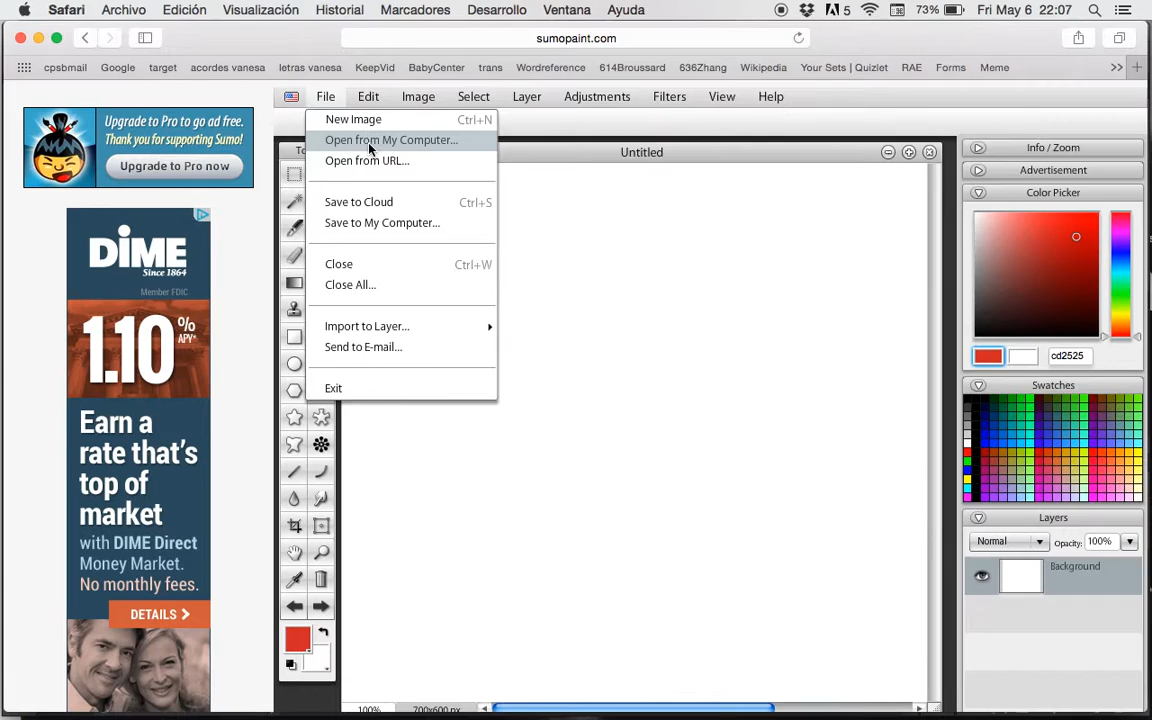 Safari Archivo Edición Visualización Historial Marcadores Desarrollo Ventana Ayuda 5 73% Fri May 6 22:07
sumopaint.com
cpsbmail Google target acordes vanesa letras vanesa KeepVid BabyCenter trans Wordreference 614Broussard 636Zhang Wikipedia Your Sets | Quizlet RAE Forms Meme
Upgrade to Pro to go ad free.
Thank you for supporting Sumo!
Upgrade to Pro now
DIME
Since 1864
Member FDIC
1.10% APY*
Earn a
rate that's
top of
market
with DIME Direct
Money Market.
No monthly fees.
DETAILS
File Edit Image Select Layer Adjustments Filters View Help
New Image Ctrl+N
Open from My Computer...
Open from URL...
Save to Cloud Ctrl+S
Save to My Computer...
Close Ctrl+W
Close All...
Import to Layer...
Send to E-mail...
Exit
Untitled
100% 700x600 px
Info / Zoom
Advertisement
Color Picker
cd2525
Swatches
Layers
Normal Opacity: 100%
Background